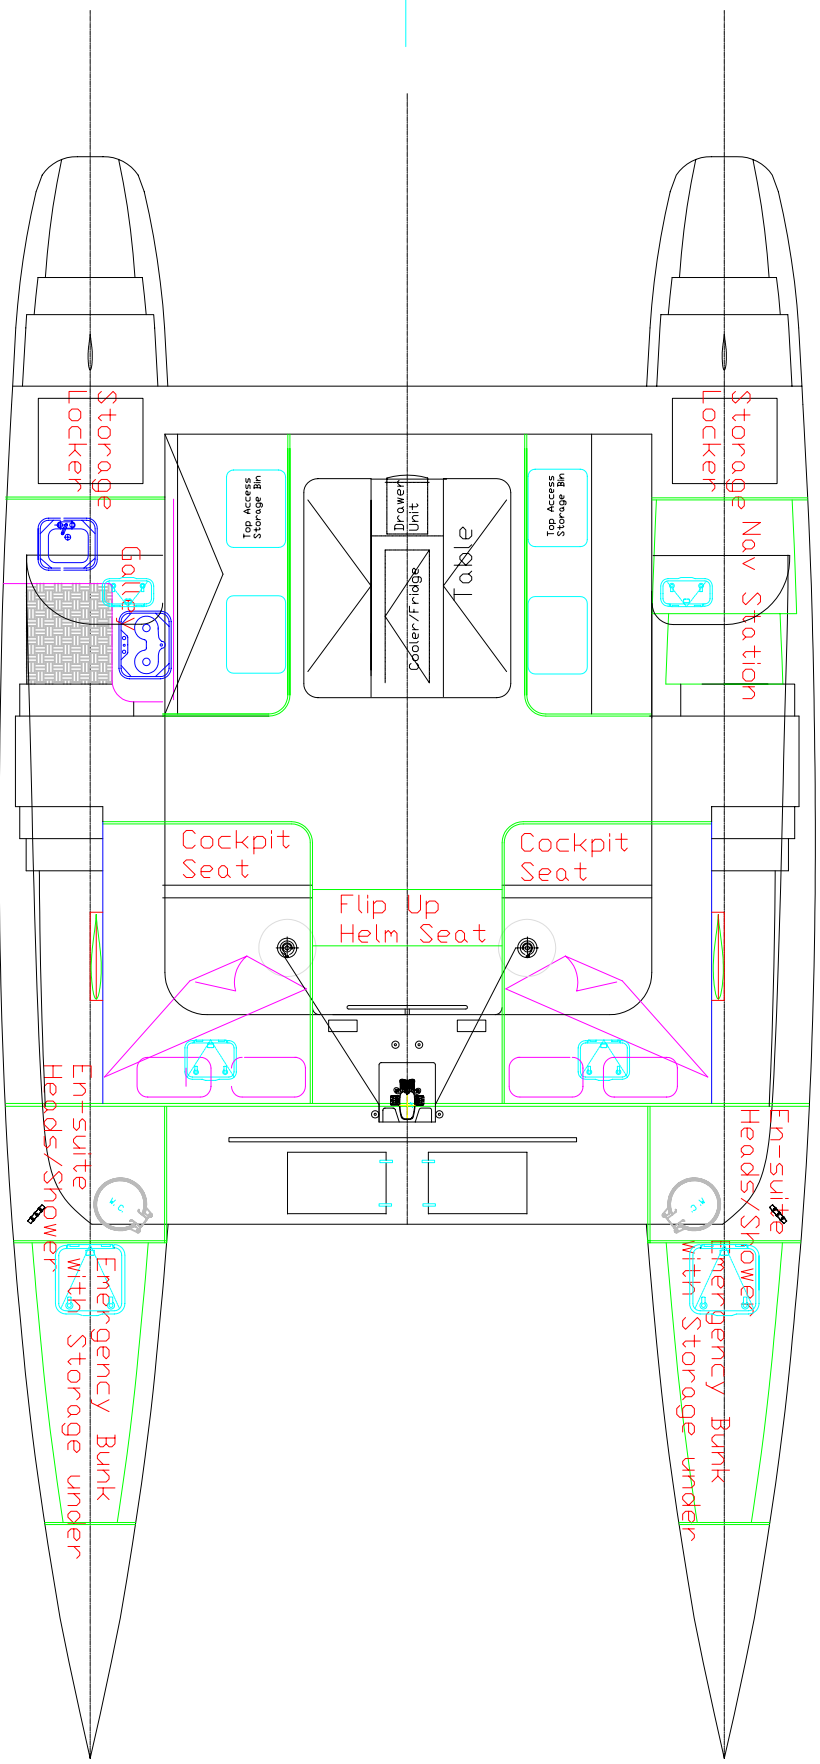 Storage
Locker
Storage
Locker
Top Access
Storage Bin
Drawer
Unit
Table
Cooler/Fridge
Top Access
Storage Bin
Galley
Nav Station
Cockpit
Seat
Cockpit
Seat
Flip Up
Helm Seat
En-suite
Heads/Shower
En-suite
Heads/Shower
Emergency Bunk
with Storage under
Emergency Bunk
with Storage under